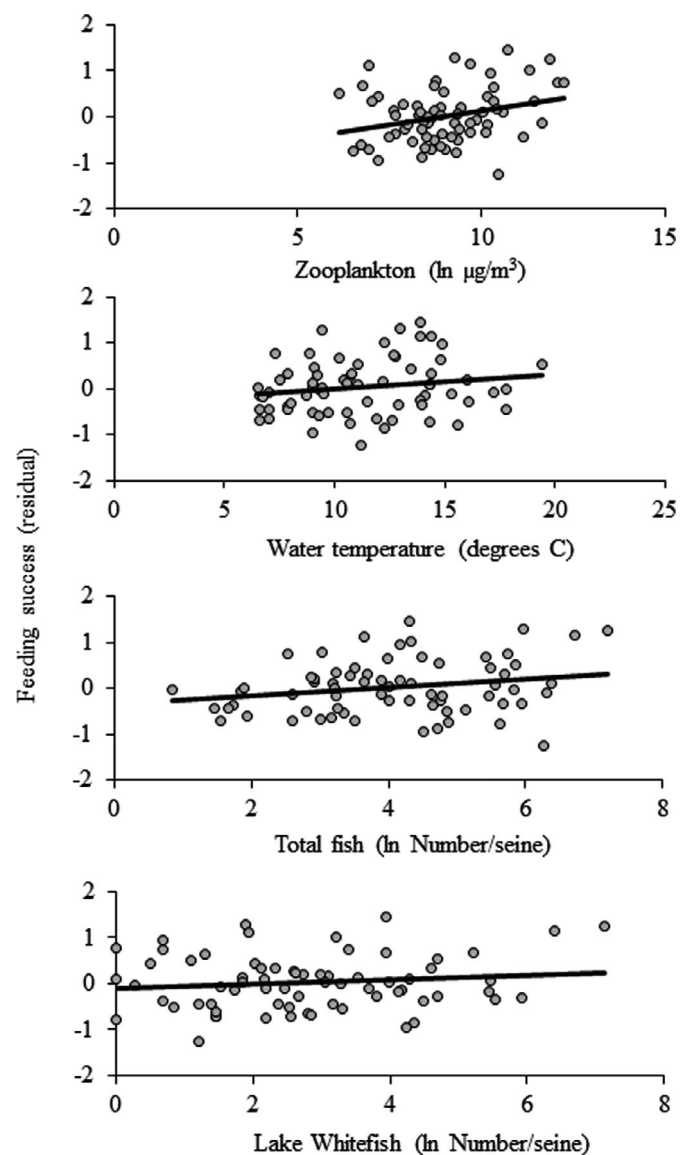 2
1
0
-1
-2
0 5 10 15
Zooplankton (ln µg/m³)
2
1
0
-1
-2
0 5 10 15 20 25
Water temperature (degrees C)
Feeding success (residual)
2
1
0
-1
-2
0 2 4 6 8
Total fish (ln Number/seine)
2
1
0
-1
-2
0 2 4 6 8
Lake Whitefish (ln Number/seine)